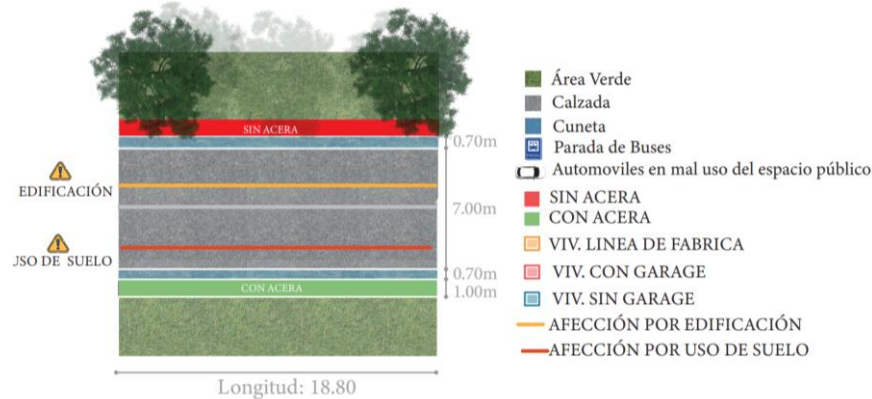 SIN ACERA
0.70m
EDIFICACIÓN
7.00m
USO DE SUELO
0.70m
CON ACERA
1.00m
Longitud: 18.80
Área Verde
Calzada
Cuneta
Parada de Buses
Automoviles en mal uso del espacio público
SIN ACERA
CON ACERA
VIV. LINEA DE FABRICA
VIV. CON GARAGE
VIV. SIN GARAGE
AFECCIÓN POR EDIFICACIÓN
AFECCIÓN POR USO DE SUELO